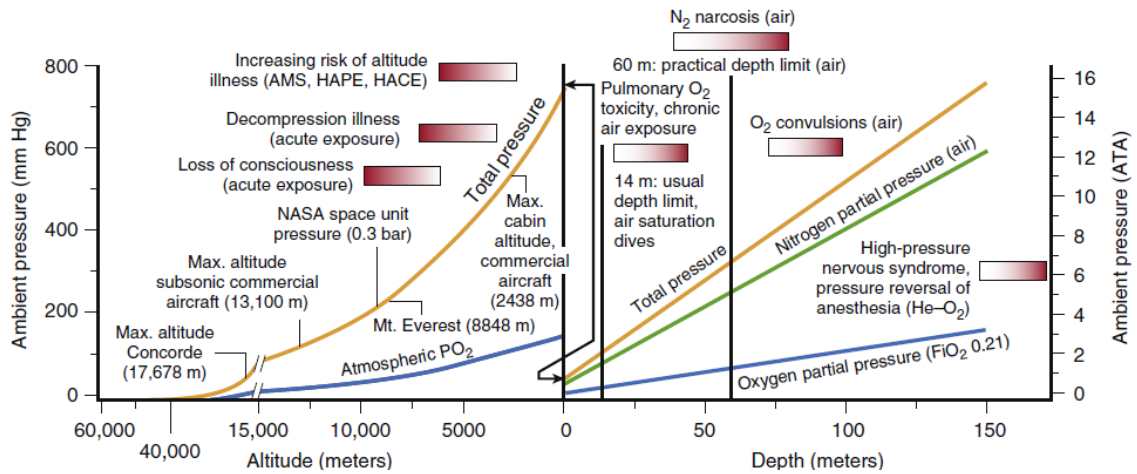 N2 narcosis (air)
60 m: practical depth limit (air)
Increasing risk of altitude
illness (AMS, HAPE, HACE)
Decompression illness
(acute exposure)
Loss of consciousness
(acute exposure)
NASA space unit
pressure (0.3 bar)
Max. altitude
subsonic commercial
aircraft (13,100 m)
Max. altitude
Concorde
(17,678 m)
Total pressure
Max.
cabin
altitude,
commercial
aircraft
(2438 m)
Mt. Everest (8848 m)
Atmospheric PO2
Pulmonary O2
toxicity, chronic
air exposure
14 m: usual
depth limit,
air saturation
dives
O2 convulsions (air)
Total pressure
Nitrogen partial pressure (air)
High-pressure
nervous syndrome,
pressure reversal of
anesthesia (He–O2)
Oxygen partial pressure (FiO2 0.21)
Ambient pressure (mm Hg)
800
600
400
200
0
Ambient pressure (ATA)
16
14
12
10
8
6
4
2
0
60,000
40,000
15,000
10,000
5000
0
50
100
150
Altitude (meters)
Depth (meters)